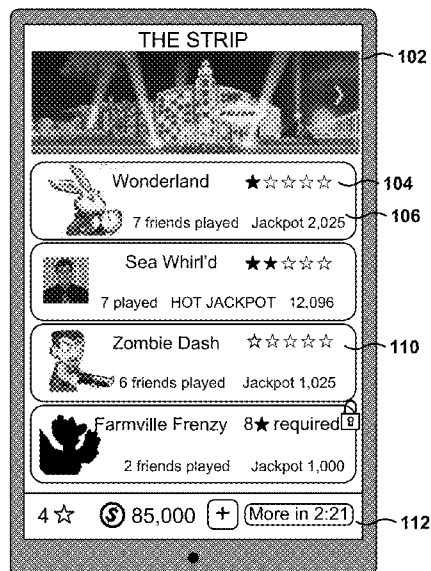 THE STRIP
102
Wonderland ★☆☆☆☆ 104
7 friends played Jackpot 2,025 106
Sea Whirl'd ★★☆☆☆
7 played HOT JACKPOT 12,096
Zombie Dash ☆☆☆☆☆ 110
6 friends played Jackpot 1,025
Farmville Frenzy 8★ required
2 friends played Jackpot 1,000
4☆ S 85,000 + More in 2:21 112